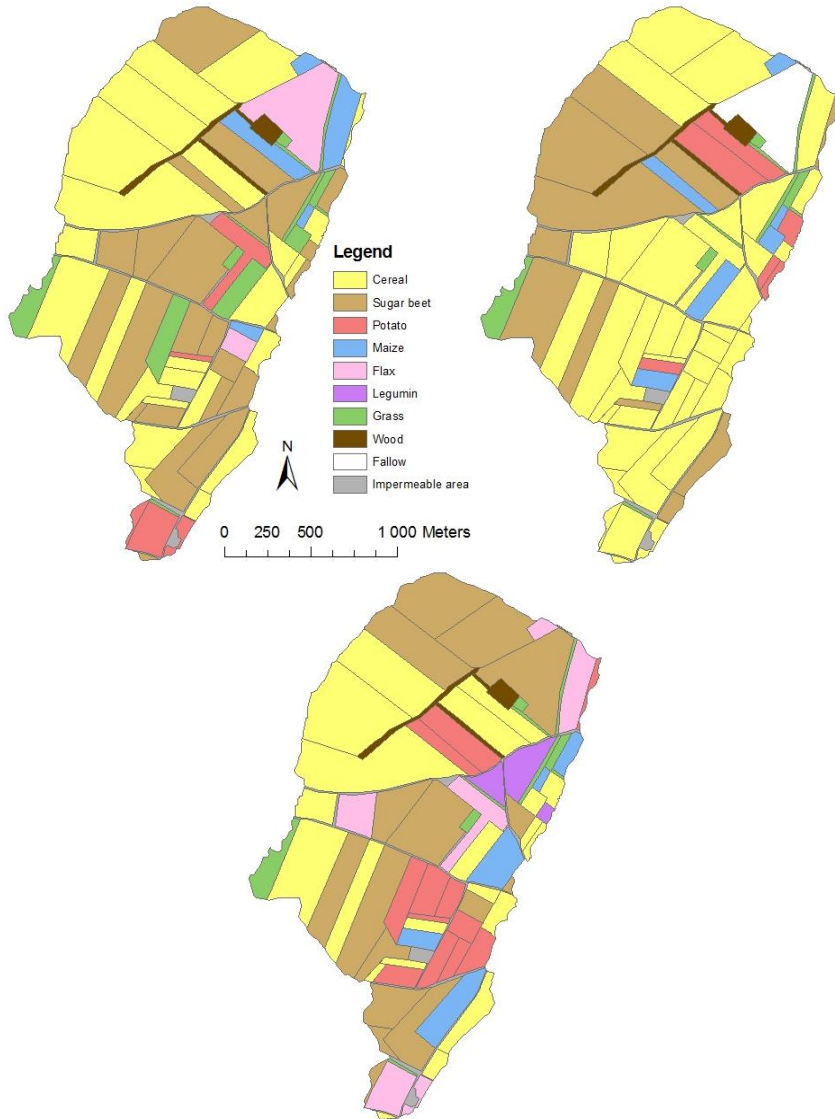 Legend
Cereal
Sugar beet
Potato
Maize
Flax
Legumin
Grass
Wood
Fallow
Impermeable area
N
0 250 500 1 000 Meters